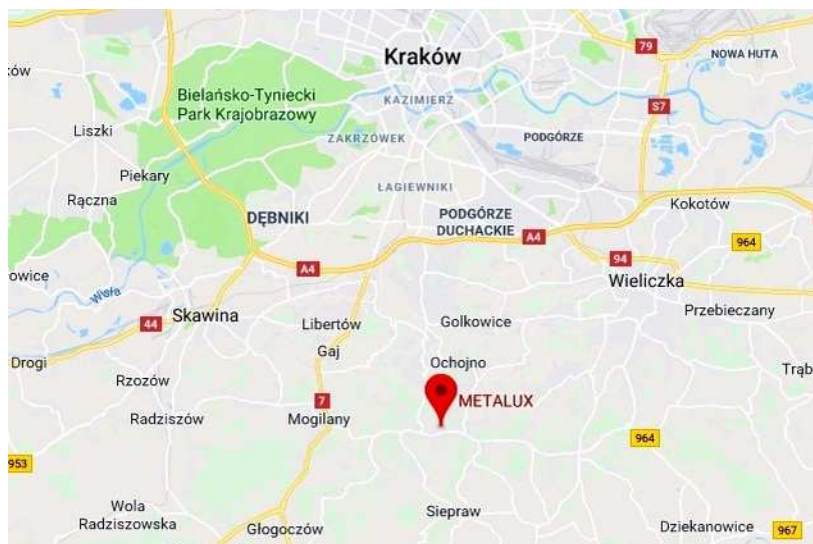 Kraków
79
NOWA HUTA
ków
Bielańsko-Tyniecki
Park Krajobrazowy
KAZIMIERZ
S7
Liszki
ZAKRZÓWEK
PODGÓRZE
Piekary
Rączna
ŁAGIEWNIKI
Kokotów
DĘBNIKI
PODGÓRZE
DUCHACKIE
A4
964
94
A4
owice
Wisła
Wieliczka
Skawina
44
Libertów
Golkowice
Przebieczany
Drogi
Gaj
Ochojno
Trąb
Rzozów
7
METALUX
Radziszów
Mogilany
964
953
Wola
Radziszowska
Siepraw
Głogoczów
Dziekanowice
967